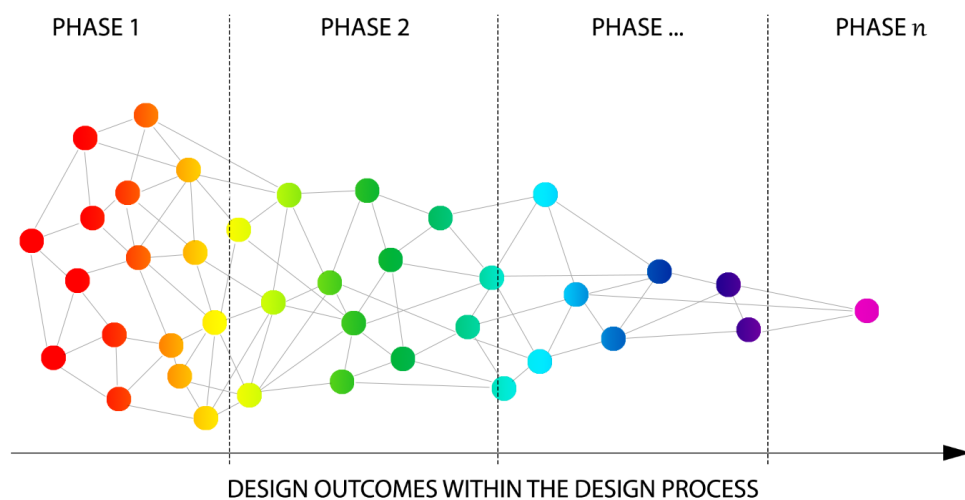 PHASE 1
PHASE 2
PHASE ...
PHASE n
DESIGN OUTCOMES WITHIN THE DESIGN PROCESS